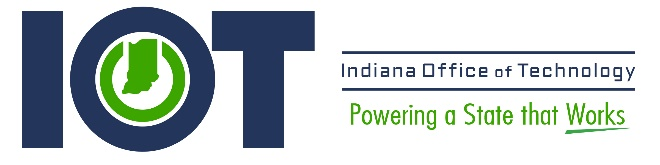 IOT
Indiana Office of Technology
Powering a State that Works